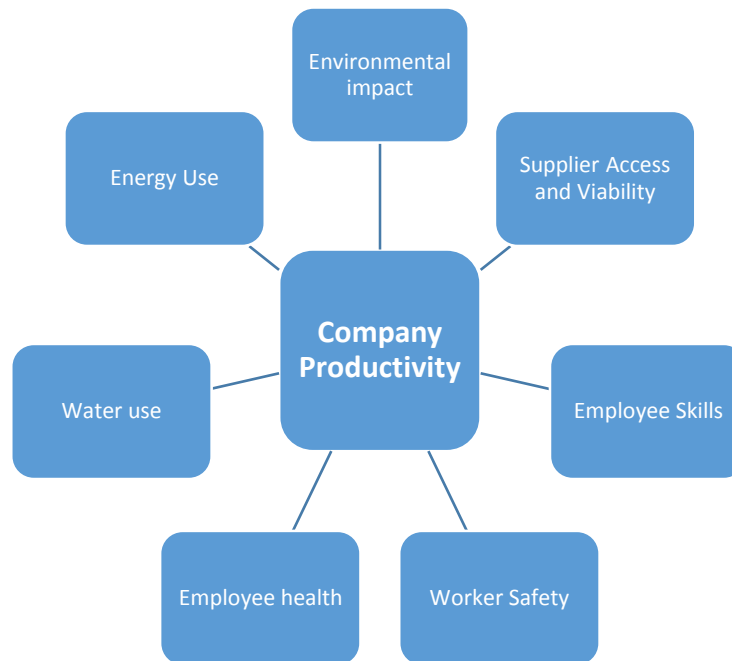 Environmental
impact
Supplier Access
and Viability
Energy Use
Company
Productivity
Water use
Employee Skills
Employee health
Worker Safety